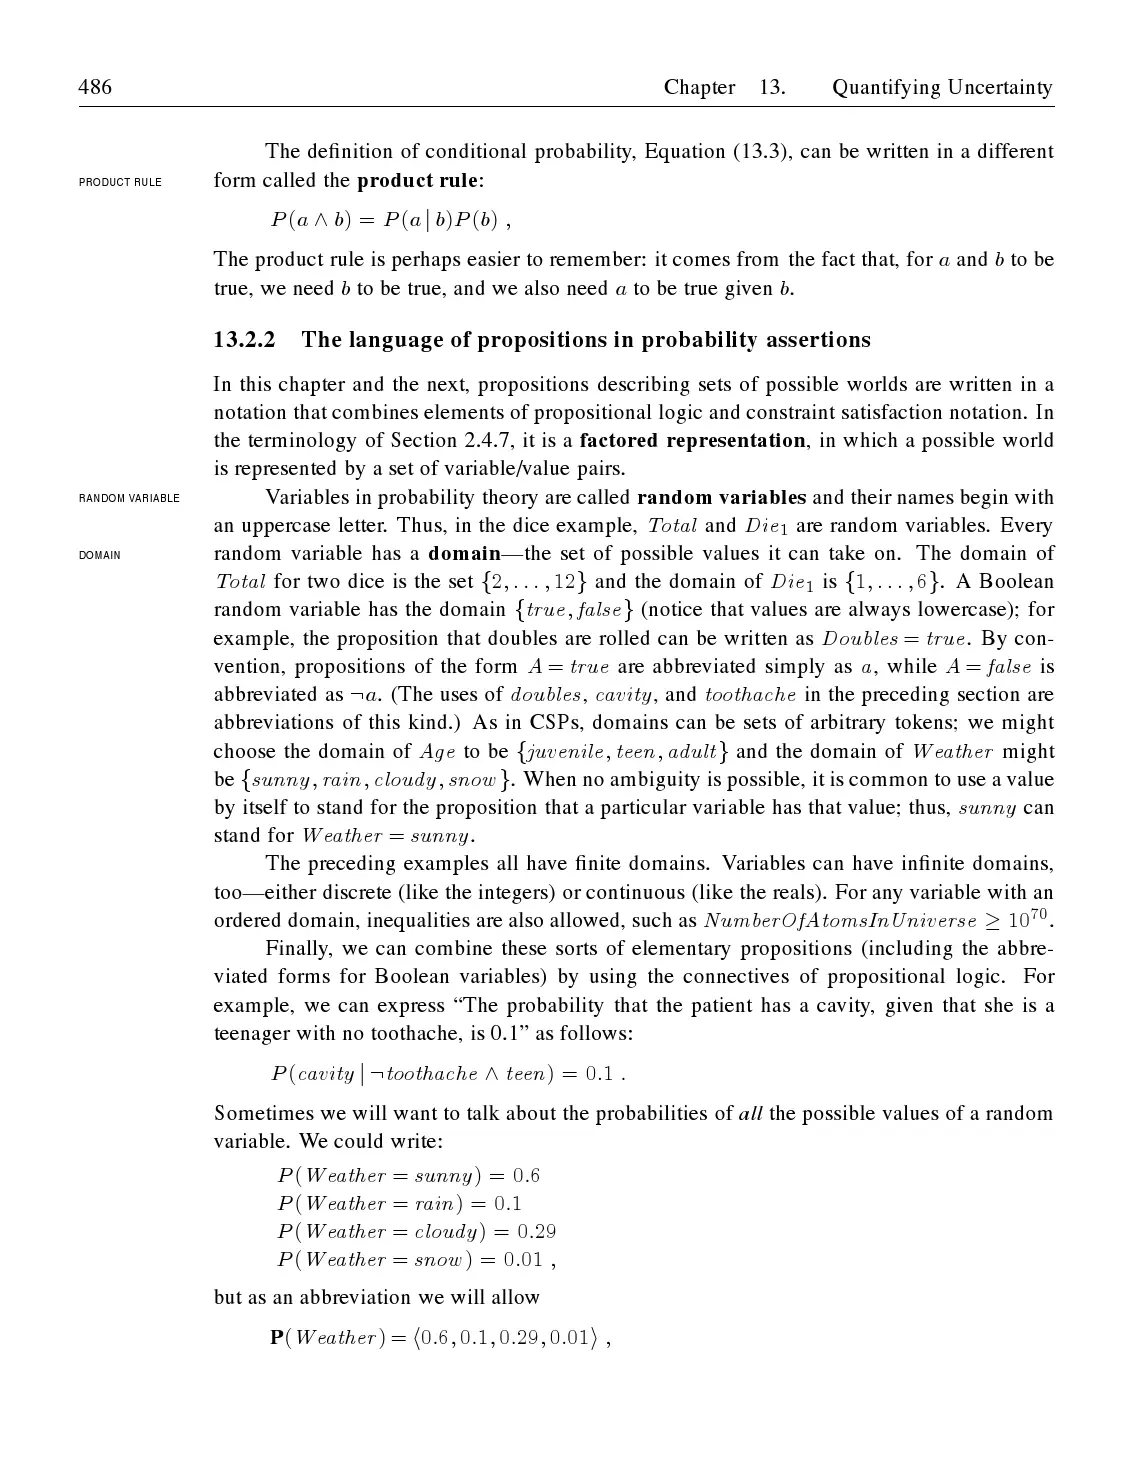 486 Chapter 13. Quantifying Uncertainty
The definition of conditional probability, Equation (13.3), can be written in a different
PRODUCT RULE form called the product rule:
P(a ∧ b) = P(a | b)P(b) ,
The product rule is perhaps easier to remember: it comes from the fact that, for a and b to be
true, we need b to be true, and we also need a to be true given b.
13.2.2 The language of propositions in probability assertions
In this chapter and the next, propositions describing sets of possible worlds are written in a
notation that combines elements of propositional logic and constraint satisfaction notation. In
the terminology of Section 2.4.7, it is a factored representation, in which a possible world
is represented by a set of variable/value pairs.
RANDOM VARIABLE Variables in probability theory are called random variables and their names begin with
an uppercase letter. Thus, in the dice example, Total and Die₁ are random variables. Every
DOMAIN random variable has a domain—the set of possible values it can take on. The domain of
Total for two dice is the set {2, . . . , 12} and the domain of Die₁ is {1, . . . , 6}. A Boolean
random variable has the domain {true, false} (notice that values are always lowercase); for
example, the proposition that doubles are rolled can be written as Doubles = true. By con-
vention, propositions of the form A = true are abbreviated simply as a, while A = false is
abbreviated as ¬a. (The uses of doubles, cavity, and toothache in the preceding section are
abbreviations of this kind.) As in CSPs, domains can be sets of arbitrary tokens; we might
choose the domain of Age to be {juvenile, teen, adult} and the domain of Weather might
be {sunny, rain, cloudy, snow}. When no ambiguity is possible, it is common to use a value
by itself to stand for the proposition that a particular variable has that value; thus, sunny can
stand for Weather = sunny.
The preceding examples all have finite domains. Variables can have infinite domains,
too—either discrete (like the integers) or continuous (like the reals). For any variable with an
ordered domain, inequalities are also allowed, such as NumberOfAtomsInUniverse ≥ 10⁷⁰.
Finally, we can combine these sorts of elementary propositions (including the abbre-
viated forms for Boolean variables) by using the connectives of propositional logic. For
example, we can express “The probability that the patient has a cavity, given that she is a
teenager with no toothache, is 0.1” as follows:
P(cavity | ¬toothache ∧ teen) = 0.1 .
Sometimes we will want to talk about the probabilities of all the possible values of a random
variable. We could write:
P(Weather = sunny) = 0.6
P(Weather = rain) = 0.1
P(Weather = cloudy) = 0.29
P(Weather = snow) = 0.01 ,
but as an abbreviation we will allow
P(Weather) = ⟨0.6, 0.1, 0.29, 0.01⟩ ,